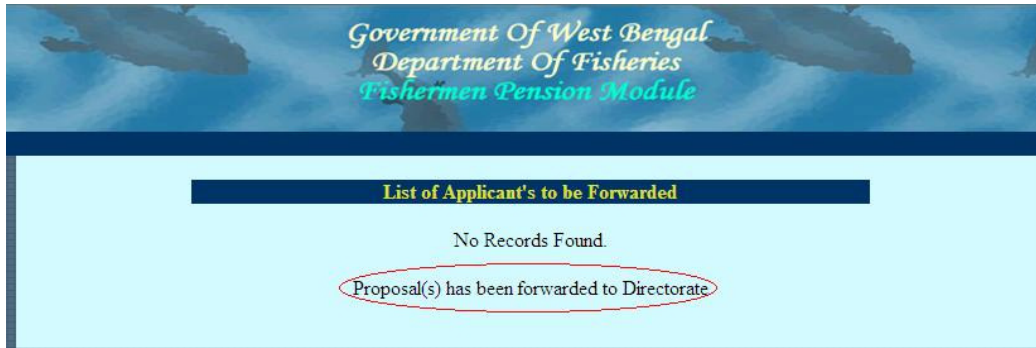 Government Of West Bengal
Department Of Fisheries
Fishermen Pension Module
List of Applicant's to be Forwarded
No Records Found.
Proposal(s) has been forwarded to Directorate